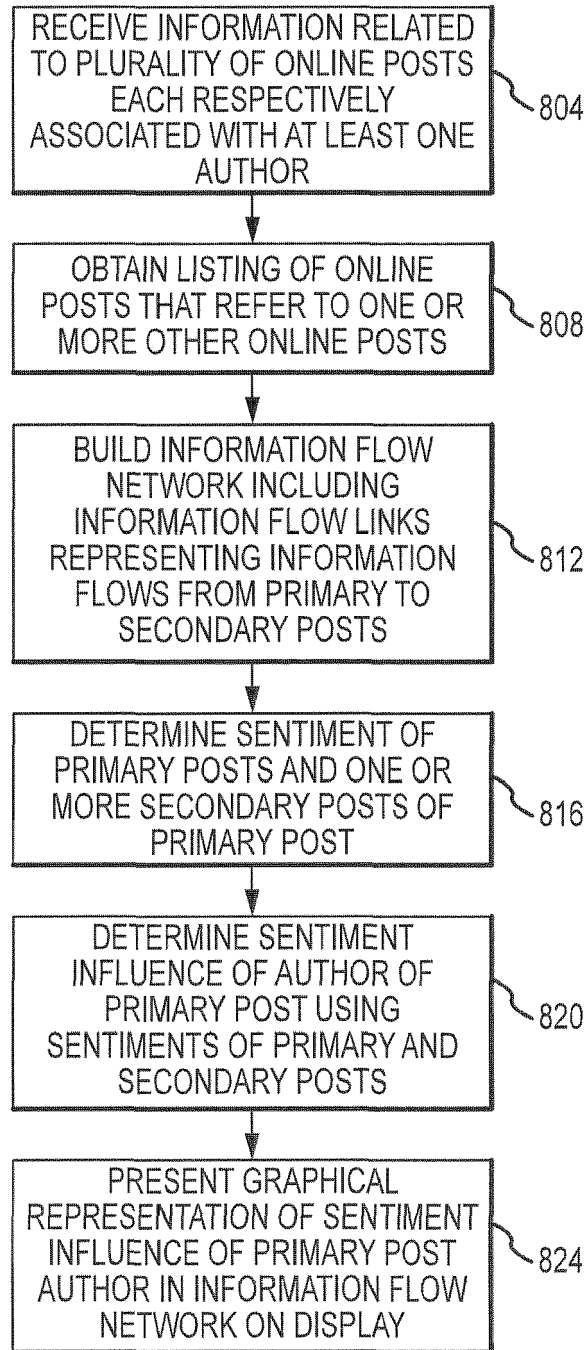 RECEIVE INFORMATION RELATED
TO PLURALITY OF ONLINE POSTS
EACH RESPECTIVELY
ASSOCIATED WITH AT LEAST ONE
AUTHOR
804
OBTAIN LISTING OF ONLINE
POSTS THAT REFER TO ONE OR
MORE OTHER ONLINE POSTS
808
BUILD INFORMATION FLOW
NETWORK INCLUDING
INFORMATION FLOW LINKS
REPRESENTING INFORMATION
FLOWS FROM PRIMARY TO
SECONDARY POSTS
812
DETERMINE SENTIMENT OF
PRIMARY POSTS AND ONE OR
MORE SECONDARY POSTS OF
PRIMARY POST
816
DETERMINE SENTIMENT
INFLUENCE OF AUTHOR OF
PRIMARY POST USING
SENTIMENTS OF PRIMARY AND
SECONDARY POSTS
820
PRESENT GRAPHICAL
REPRESENTATION OF SENTIMENT
INFLUENCE OF PRIMARY POST
AUTHOR IN INFORMATION FLOW
NETWORK ON DISPLAY
824